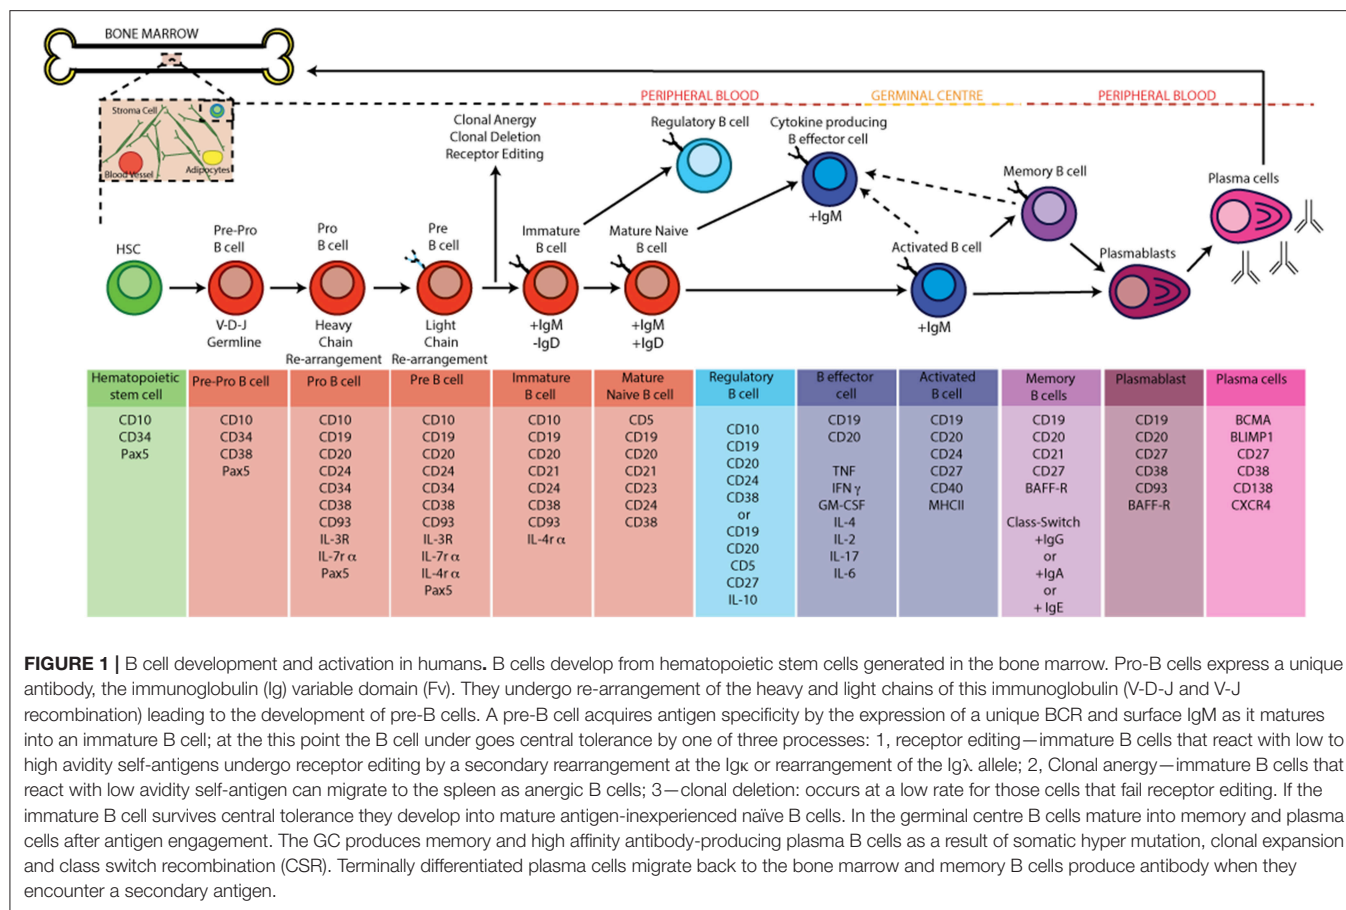 BONE MARROW
Stroma Cell
Blood Vessel
Adipocytes
PERIPHERAL BLOOD
GERMINAL CENTRE
PERIPHERAL BLOOD
Clonal Anergy
Clonal Deletion
Receptor Editing
Regulatory B cell
Cytokine producing
B effector cell
+IgM
Memory B cell
Plasma cells
HSC
Pre-Pro
B cell
V-D-J
Germline
Pro
B cell
Heavy
Chain
Re-arrangement
Pre
B cell
Light
Chain
Re-arrangement
Immature
B cell
+IgM
-IgD
Mature Naive
B cell
+IgM
+IgD
Activated B cell
+IgM
Plasmablasts
Hematopoietic
stem cell
CD10
CD34
Pax5
Pre-Pro B cell
CD10
CD34
CD38
Pax5
Pro B cell
CD10
CD19
CD20
CD24
CD34
CD38
CD93
IL-3R
IL-7r α
Pax5
Pre B cell
CD10
CD19
CD20
CD24
CD34
CD38
CD93
IL-3R
IL-7r α
IL-4r α
Pax5
Immature
B cell
CD10
CD19
CD20
CD21
CD24
CD38
CD93
IL-4r α
Mature
Naive B cell
CD5
CD19
CD20
CD21
CD23
CD24
CD38
Regulatory
B cell
CD10
CD19
CD20
CD24
CD38
or
CD19
CD20
CD5
CD27
IL-10
B effector
cell
CD19
CD20
TNF
IFN γ
GM-CSF
IL-4
IL-2
IL-17
IL-6
Activated
B cell
CD19
CD20
CD24
CD27
CD40
MHCII
Memory
B cells
CD19
CD20
CD21
CD27
BAFF-R
Class-Switch
+IgG
or
+IgA
or
+ IgE
Plasmablast
CD19
CD20
CD27
CD38
CD93
BAFF-R
Plasma cells
BCMA
BLIMP1
CD27
CD38
CD138
CXCR4
FIGURE 1 | B cell development and activation in humans. B cells develop from hematopoietic stem cells generated in the bone marrow. Pro-B cells express a unique
antibody, the immunoglobulin (Ig) variable domain (Fv). They undergo re-arrangement of the heavy and light chains of this immunoglobulin (V-D-J and V-J
recombination) leading to the development of pre-B cells. A pre-B cell acquires antigen specificity by the expression of a unique BCR and surface IgM as it matures
into an immature B cell; at the this point the B cell under goes central tolerance by one of three processes: 1, receptor editing—immature B cells that react with low to
high avidity self-antigens undergo receptor editing by a secondary rearrangement at the Igκ or rearrangement of the Igλ allele; 2, Clonal anergy—immature B cells that
react with low avidity self-antigen can migrate to the spleen as anergic B cells; 3—clonal deletion: occurs at a low rate for those cells that fail receptor editing. If the
immature B cell survives central tolerance they develop into mature antigen-inexperienced naïve B cells. In the germinal centre B cells mature into memory and plasma
cells after antigen engagement. The GC produces memory and high affinity antibody-producing plasma B cells as a result of somatic hyper mutation, clonal expansion
and class switch recombination (CSR). Terminally differentiated plasma cells migrate back to the bone marrow and memory B cells produce antibody when they
encounter a secondary antigen.